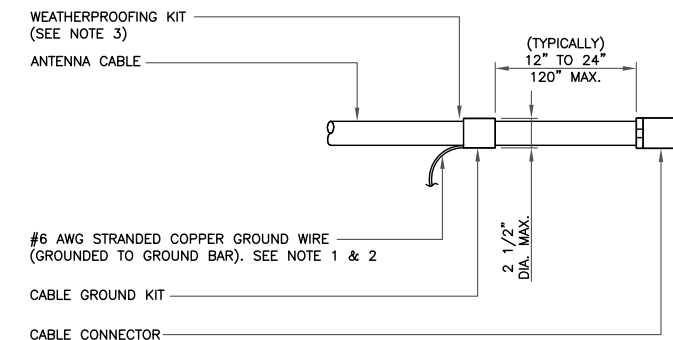 WEATHERPROOFING KIT
(SEE NOTE 3)
ANTENNA CABLE
(TYPICALLY)
12" TO 24"
120" MAX.
2 1/2"
DIA. MAX.
#6 AWG STRANDED COPPER GROUND WIRE
(GROUNDED TO GROUND BAR). SEE NOTE 1 & 2
CABLE GROUND KIT
CABLE CONNECTOR